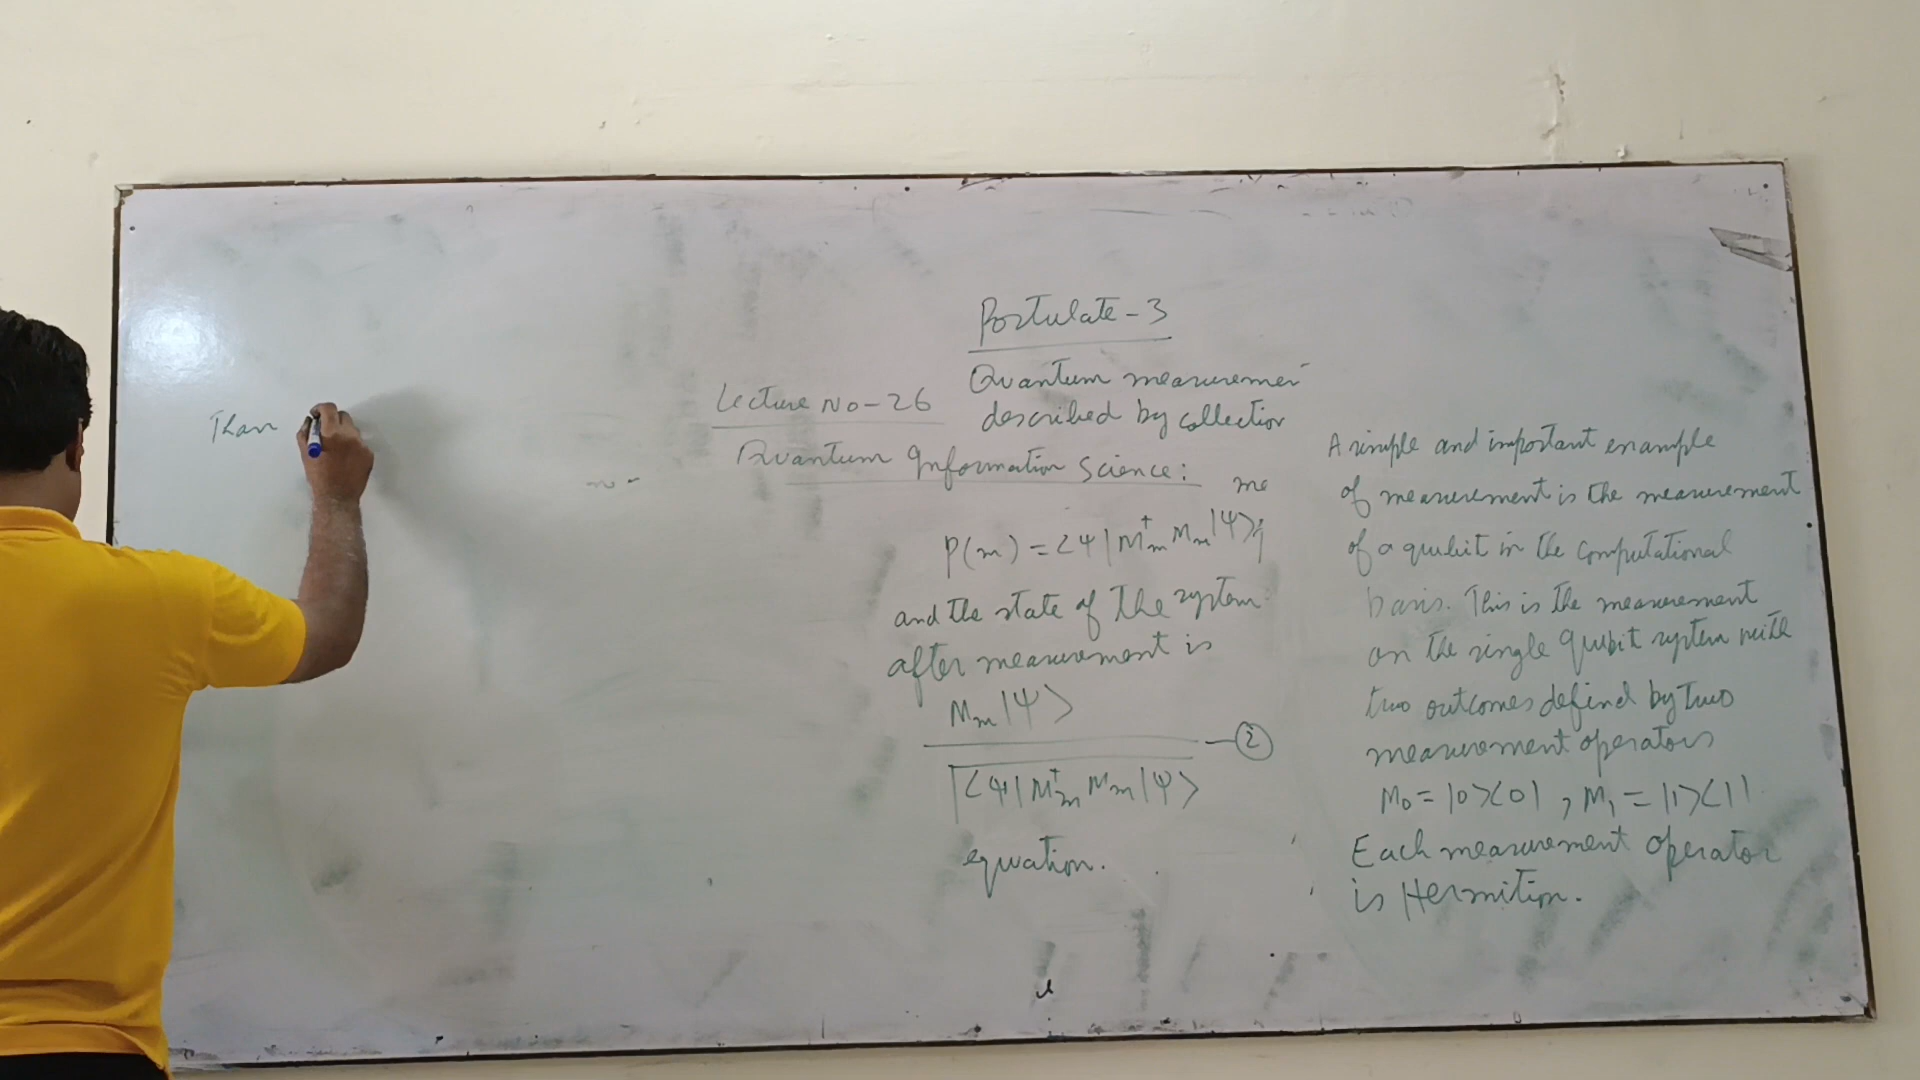 Than
Lecture No-26
Quantum Information Science:
Postulate-3
Quantum measuremen
described by collection
me
P(m) = <ψ|M†m Mm|ψ>;
and the state of the system
after measurement is
Mm|ψ>
√<ψ|M†m Mm|ψ> —②
equation.
A simple and important example
of measurement is the measurement
of a qubit in the computational
basis. This is the measurement
on the single qubit system with
two outcomes defined by two
measurement operators
M0 = |0><0| , M1 = |1><1|
Each measurement operator
is Hermition.